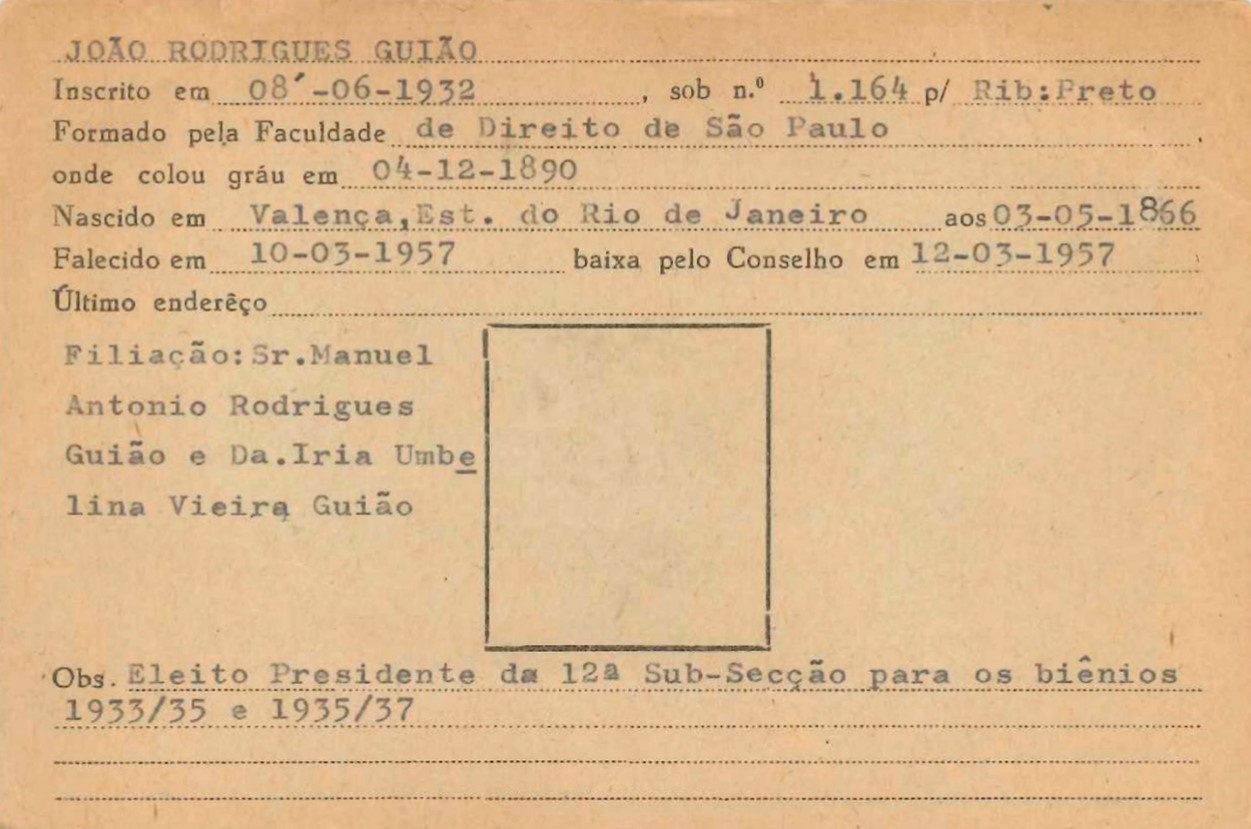 JOÃO RODRIGUES GUIÃO
Inscrito em 08'-06-1932, sob n.º 1.164 p/ Rib:Preto
Formado pela Faculdade de Direito de São Paulo.
onde colou gráu em 04-12-1890
Nascido em Valença,Est. do Rio de Janeiro aos 03-05-1866
Falecido em 10-03-1957 baixa pelo Conselho em 12-03-1957
Último enderêço
Filiação:Sr.Manuel
Antonio Rodrigues
Guião e Da.Iria Umbe
lina Vieira Guião
Obs. Eleito Presidente da 12ª Sub-Secção para os biênios
1933/35 e 1935/37